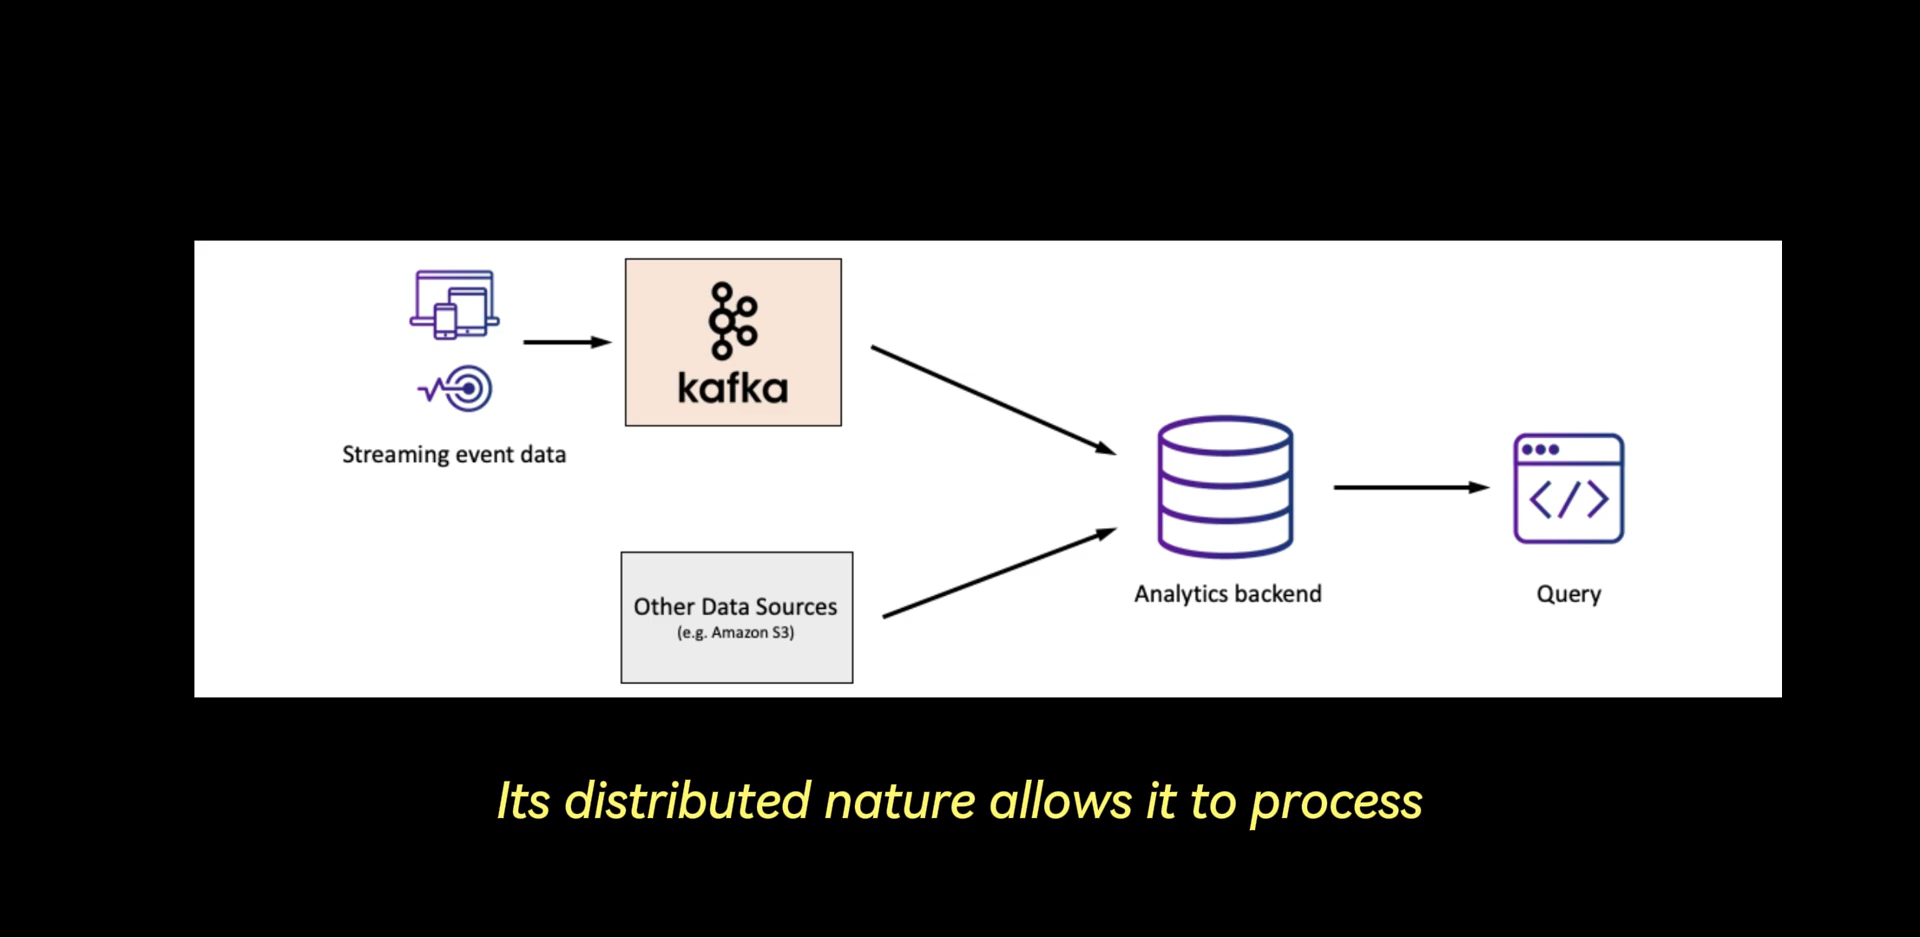 kafka
Streaming event data
Other Data Sources
(e.g. Amazon S3)
Analytics backend
</>
Query
Its distributed nature allows it to process